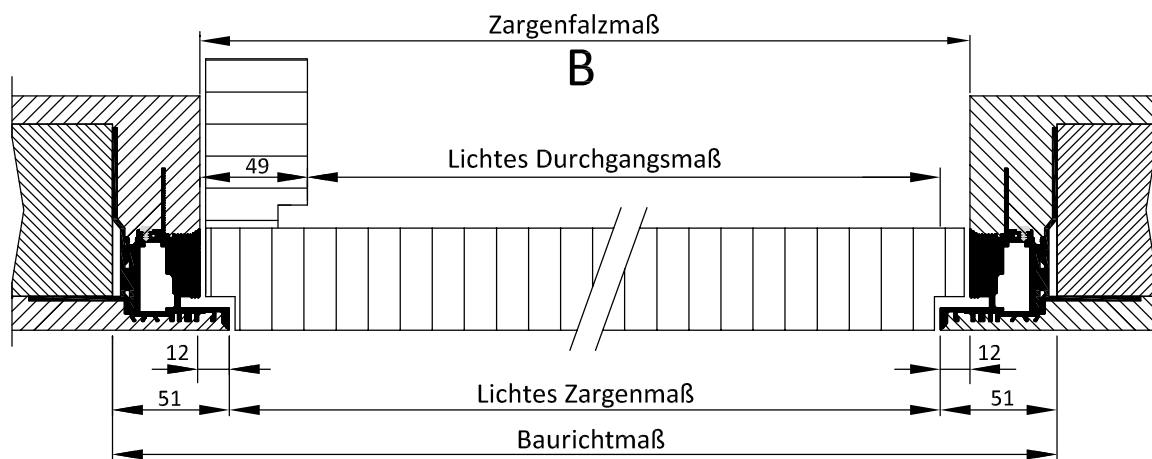 Zargenfalzmaß
B
Lichtes Durchgangsmaß
49
12
12
51
Lichtes Zargenmaß
51
Baurichtmaß